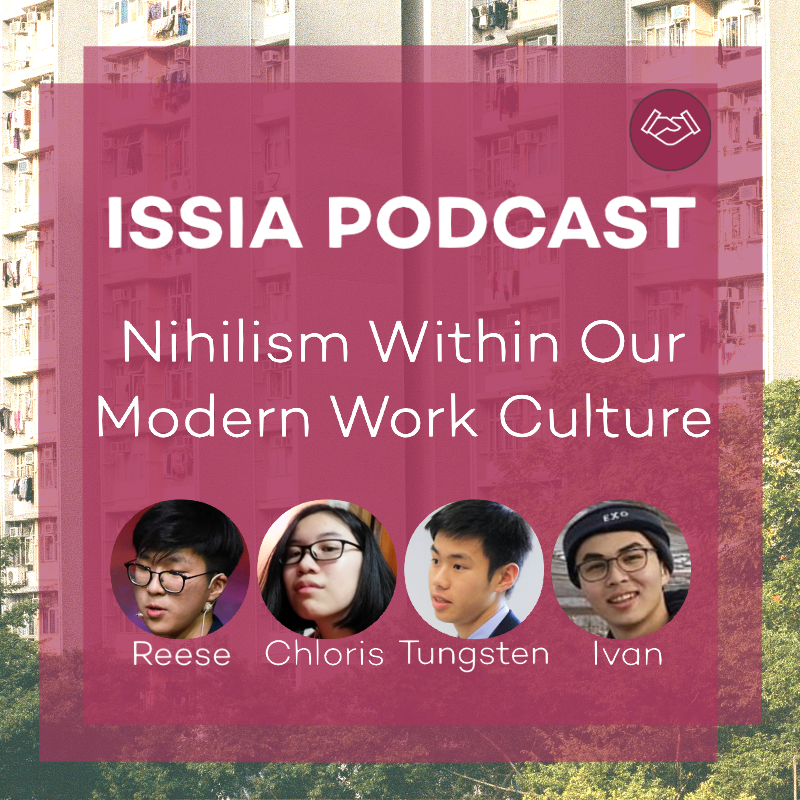 ISSIA PODCAST
Nihilism Within Our
Modern Work Culture
EXO
Reese Chloris Tungsten Ivan